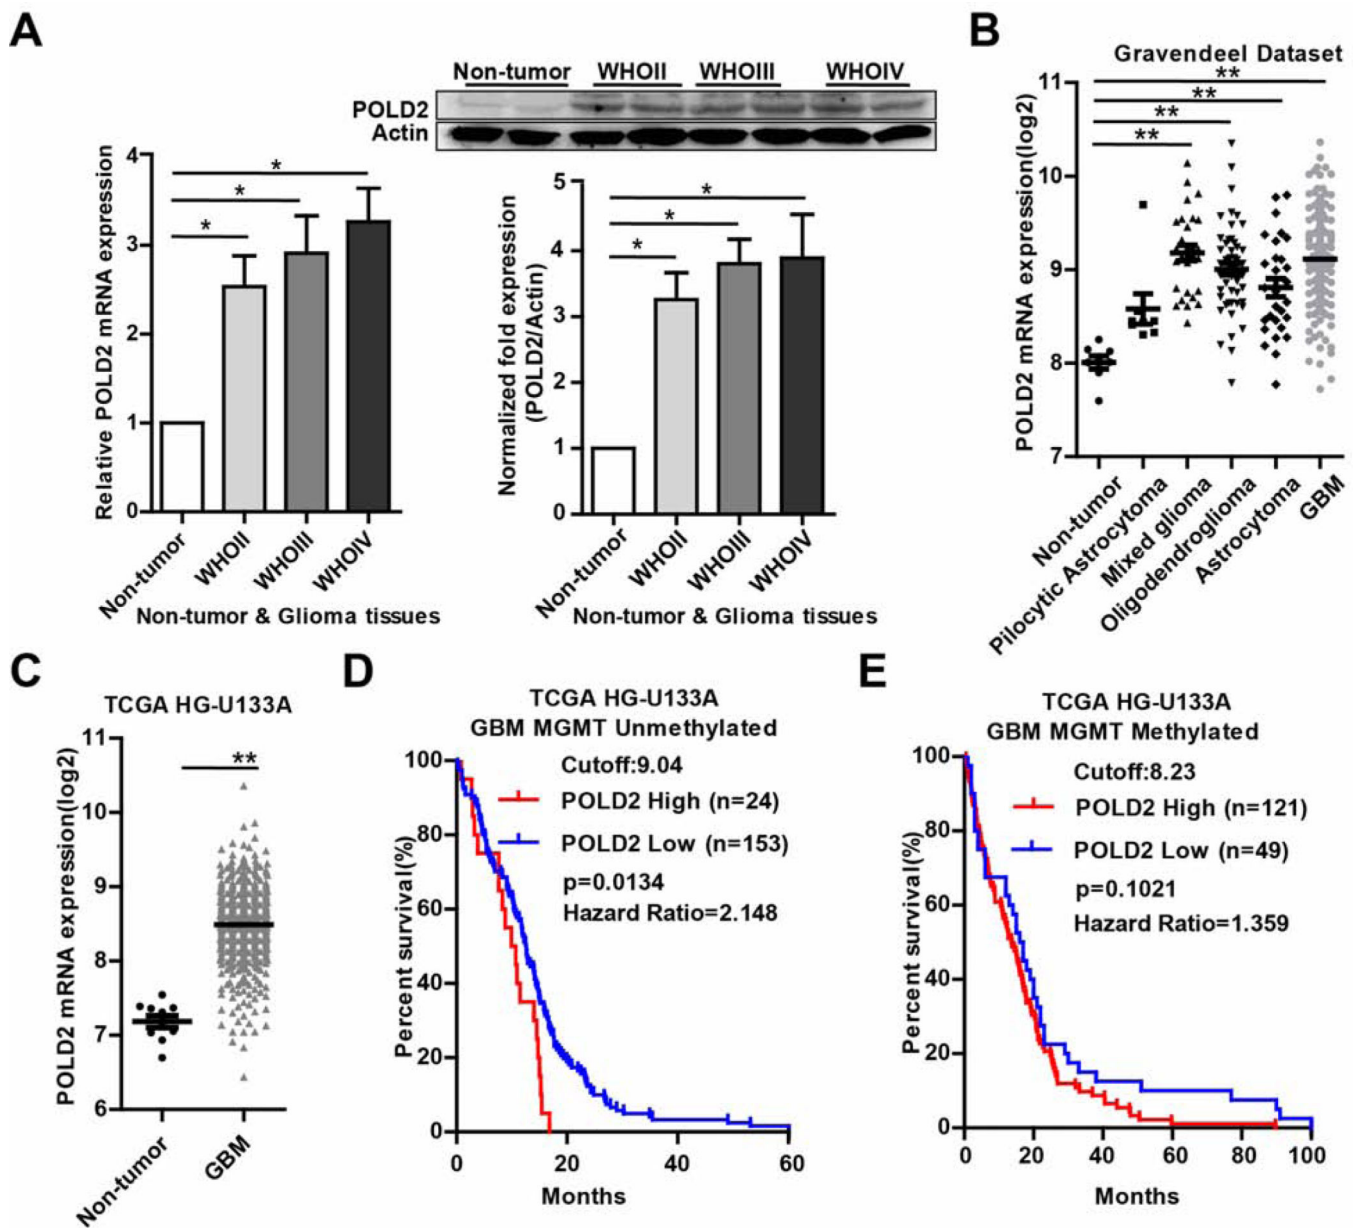 A
Non-tumor WHOII WHOIII WHOIV
POLD2
Actin
Relative POLD2 mRNA expression
4
3
2
1
0
* * *
Non-tumor WHOII WHOIII WHOIV
Non-tumor & Glioma tissues
Normalized fold expression
(POLD2/Actin)
5
4
3
2
1
0
* * *
Non-tumor WHOII WHOIII WHOIV
Non-tumor & Glioma tissues
B
Gravendeel Dataset
POLD2 mRNA expression(log2)
11
10
9
8
7
** ** ** **
Non-tumor Pilocytic Astrocytoma Mixed glioma Oligodendroglioma Astrocytoma GBM
C
TCGA HG-U133A
POLD2 mRNA expression(log2)
11
10
9
8
7
6
**
Non-tumor GBM
D
TCGA HG-U133A
GBM MGMT Unmethylated
Cutoff:9.04
POLD2 High (n=24)
POLD2 Low (n=153)
p=0.0134
Hazard Ratio=2.148
Percent survival(%)
100
80
60
40
20
0
0 20 40 60
Months
E
TCGA HG-U133A
GBM MGMT Methylated
Cutoff:8.23
POLD2 High (n=121)
POLD2 Low (n=49)
p=0.1021
Hazard Ratio=1.359
Percent survival(%)
100
80
60
40
20
0
0 20 40 60 80 100
Months